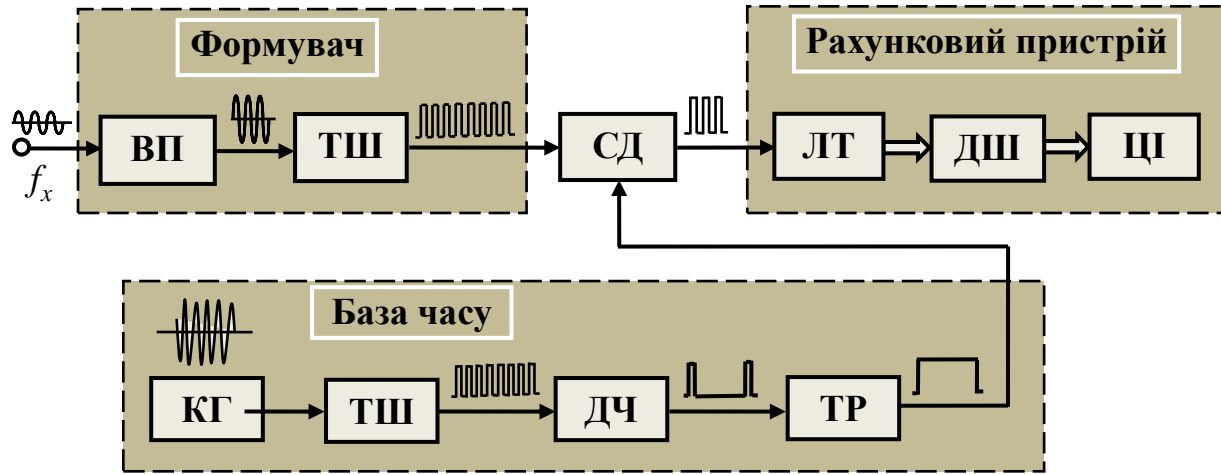 Формувач
Рахунковий пристрій
f_x
ВП
ТШ
СД
ЛТ
ДШ
ЦІ
База часу
КГ
ТШ
ДЧ
ТР